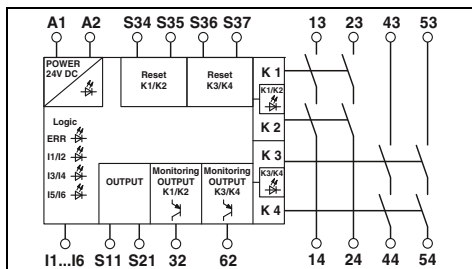 A1 A2 S34 S35 S36 S37 13 23 43 53
POWER
24V DC
Reset
K1/K2
Reset
K3/K4
K 1
K1/K2
K 2
Logic
ERR
I1/I2
I3/I4
I5/I6
K 3
K3/K4
K 4
OUTPUT
Monitoring
OUTPUT
K1/K2
Monitoring
OUTPUT
K3/K4
I1...I6 S11 S21 32 62 14 24 44 54